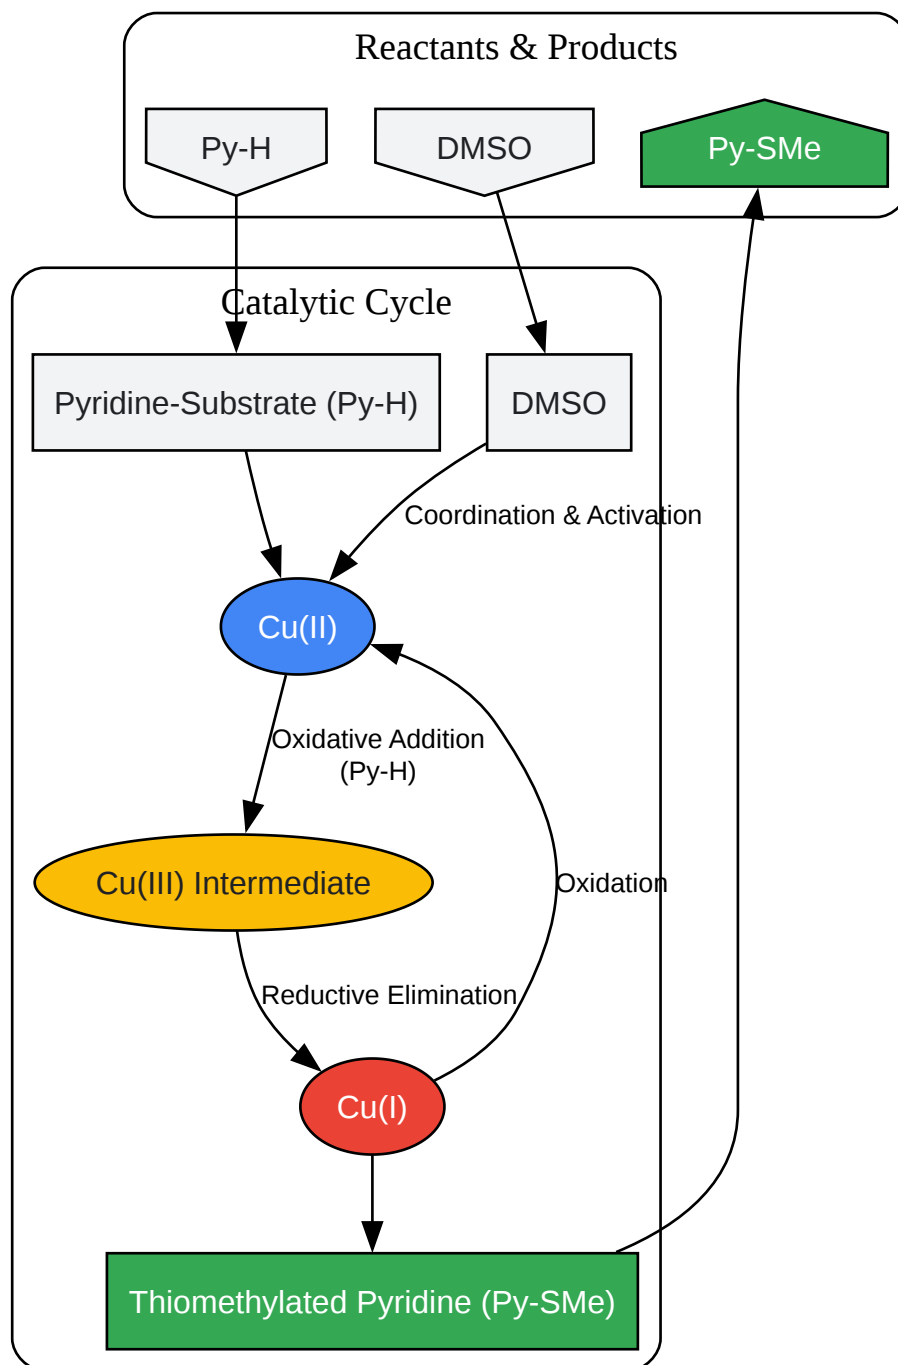 Reactants & Products
Py-H
DMSO
Py-SMe
Catalytic Cycle
Pyridine-Substrate (Py-H)
DMSO
Coordination & Activation
Cu(II)
Oxidative Addition
(Py-H)
Cu(III) Intermediate
Oxidation
Reductive Elimination
Cu(I)
Thiomethylated Pyridine (Py-SMe)